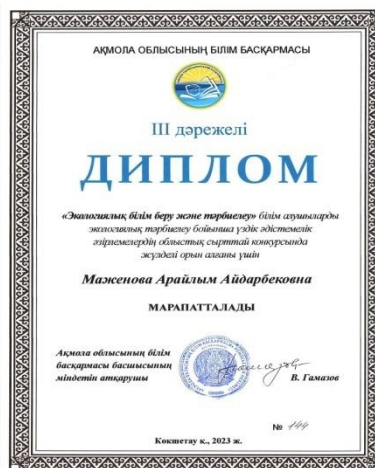 АҚМОЛА ОБЛЫСЫНЫҢ БІЛІМ БАСҚАРМАСЫ
III дәрежелі
ДИПЛОМ
«Экологиялық білім беру және тәрбиелеу» білім алушыларды
экологиялық тәрбиелеу бойынша үздік әдістемелік
әзірлемелердің облыстық сырттай конкурсында
жүлделі орын алғаны үшін
Маженова Арайлым Айдарбековна
МАРАПАТТАЛАДЫ
Ақмола облысының білім
басқармасы басшысының
міндетін атқарушы
В. Гамазов
№ 144
Көкшетау қ., 2023 ж.